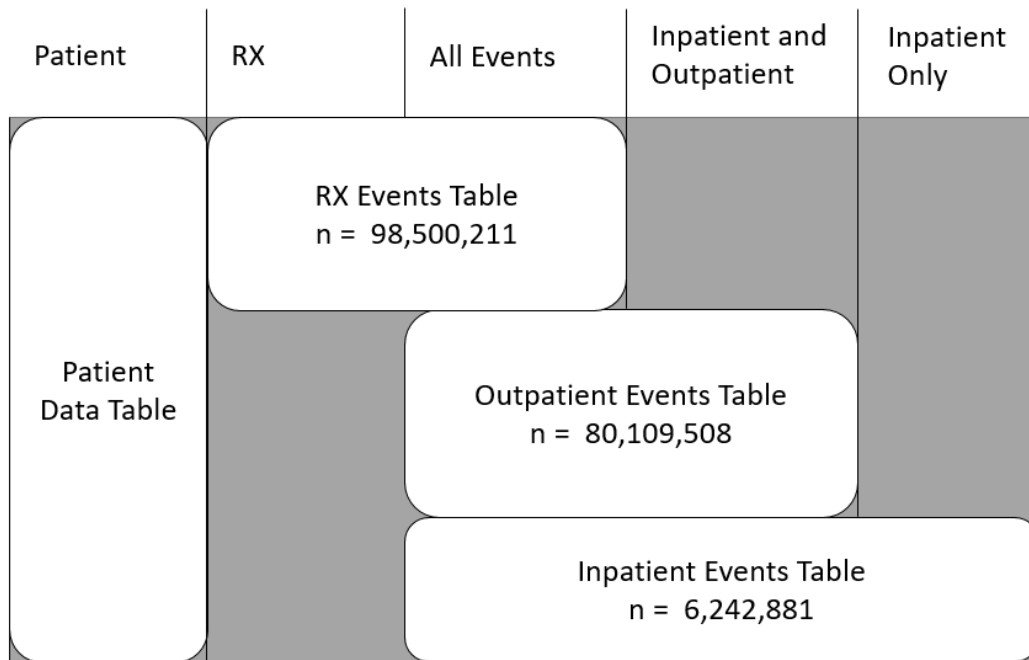 Patient
RX
All Events
Inpatient and
Outpatient
Inpatient
Only
RX Events Table
n =  98,500,211
Patient
Data Table
Outpatient Events Table
n =  80,109,508
Inpatient Events Table
n =  6,242,881